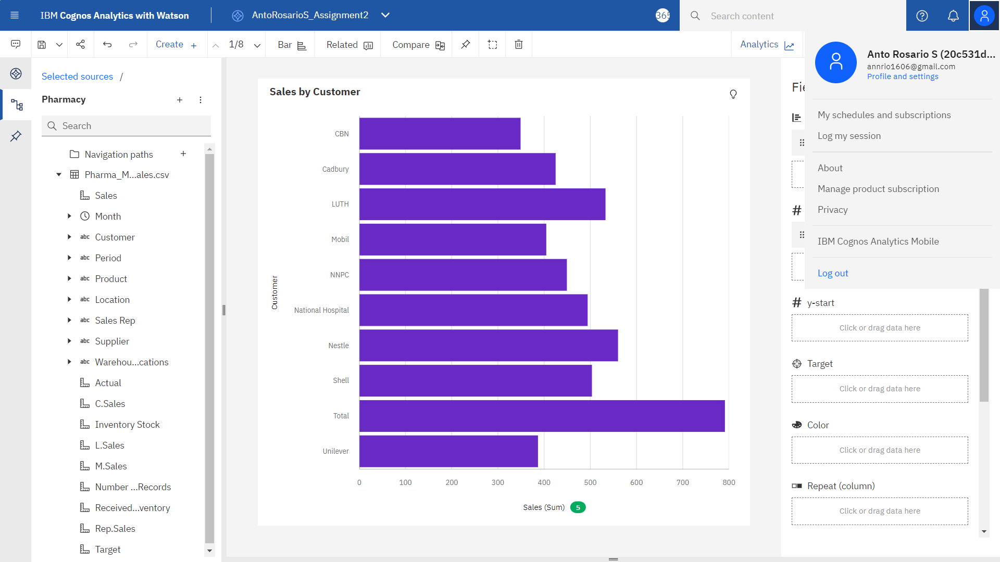 IBM Cognos Analytics with Watson
AntoRosarioS_Assignment2
365
Search content
Create
1/8
Bar
Related
Compare
Analytics
Anto Rosario S (20c531d...
annrio1606@gmail.com
Profile and settings
My schedules and subscriptions
Log my session
About
Manage product subscription
Privacy
IBM Cognos Analytics Mobile
Log out
Selected sources /
Pharmacy
Search
Navigation paths
Pharma_M...ales.csv
Sales
Month
abc Customer
abc Period
abc Product
abc Location
abc Sales Rep
abc Supplier
abc Warehou...cations
Actual
C.Sales
Inventory Stock
L.Sales
M.Sales
Number ...Records
Received...ventory
Rep.Sales
Target
Sales by Customer
Customer
CBN
Cadbury
LUTH
Mobil
NNPC
National Hospital
Nestle
Shell
Total
Unilever
0 100 200 300 400 500 600 700 800
Sales (Sum) 5
Fie
#
# y-start
Click or drag data here
Target
Click or drag data here
Color
Click or drag data here
Repeat (column)
Click or drag data here